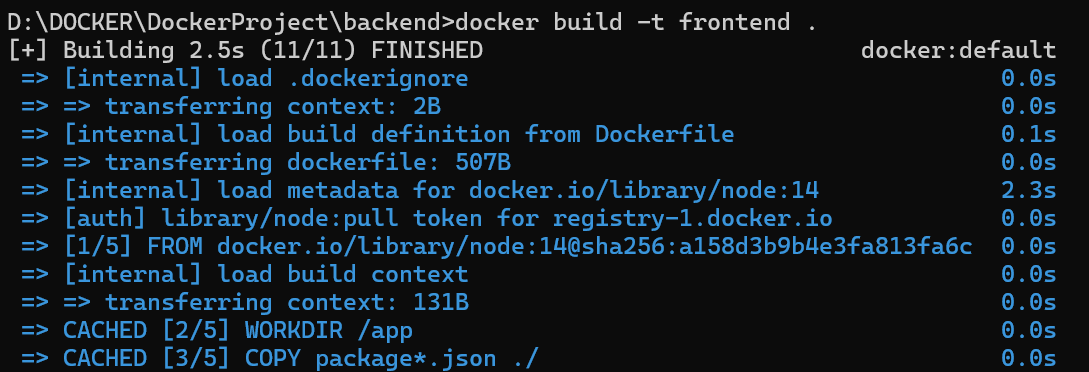 D:\DOCKER\DockerProject\backend>docker build -t frontend .
[+] Building 2.5s (11/11) FINISHED docker:default
=> [internal] load .dockerignore 0.0s
=> => transferring context: 2B 0.0s
=> [internal] load build definition from Dockerfile 0.1s
=> => transferring dockerfile: 507B 0.0s
=> [internal] load metadata for docker.io/library/node:14 2.3s
=> [auth] library/node:pull token for registry-1.docker.io 0.0s
=> [1/5] FROM docker.io/library/node:14@sha256:a158d3b9b4e3fa813fa6c 0.0s
=> [internal] load build context 0.0s
=> => transferring context: 131B 0.0s
=> CACHED [2/5] WORKDIR /app 0.0s
=> CACHED [3/5] COPY package*.json ./ 0.0s